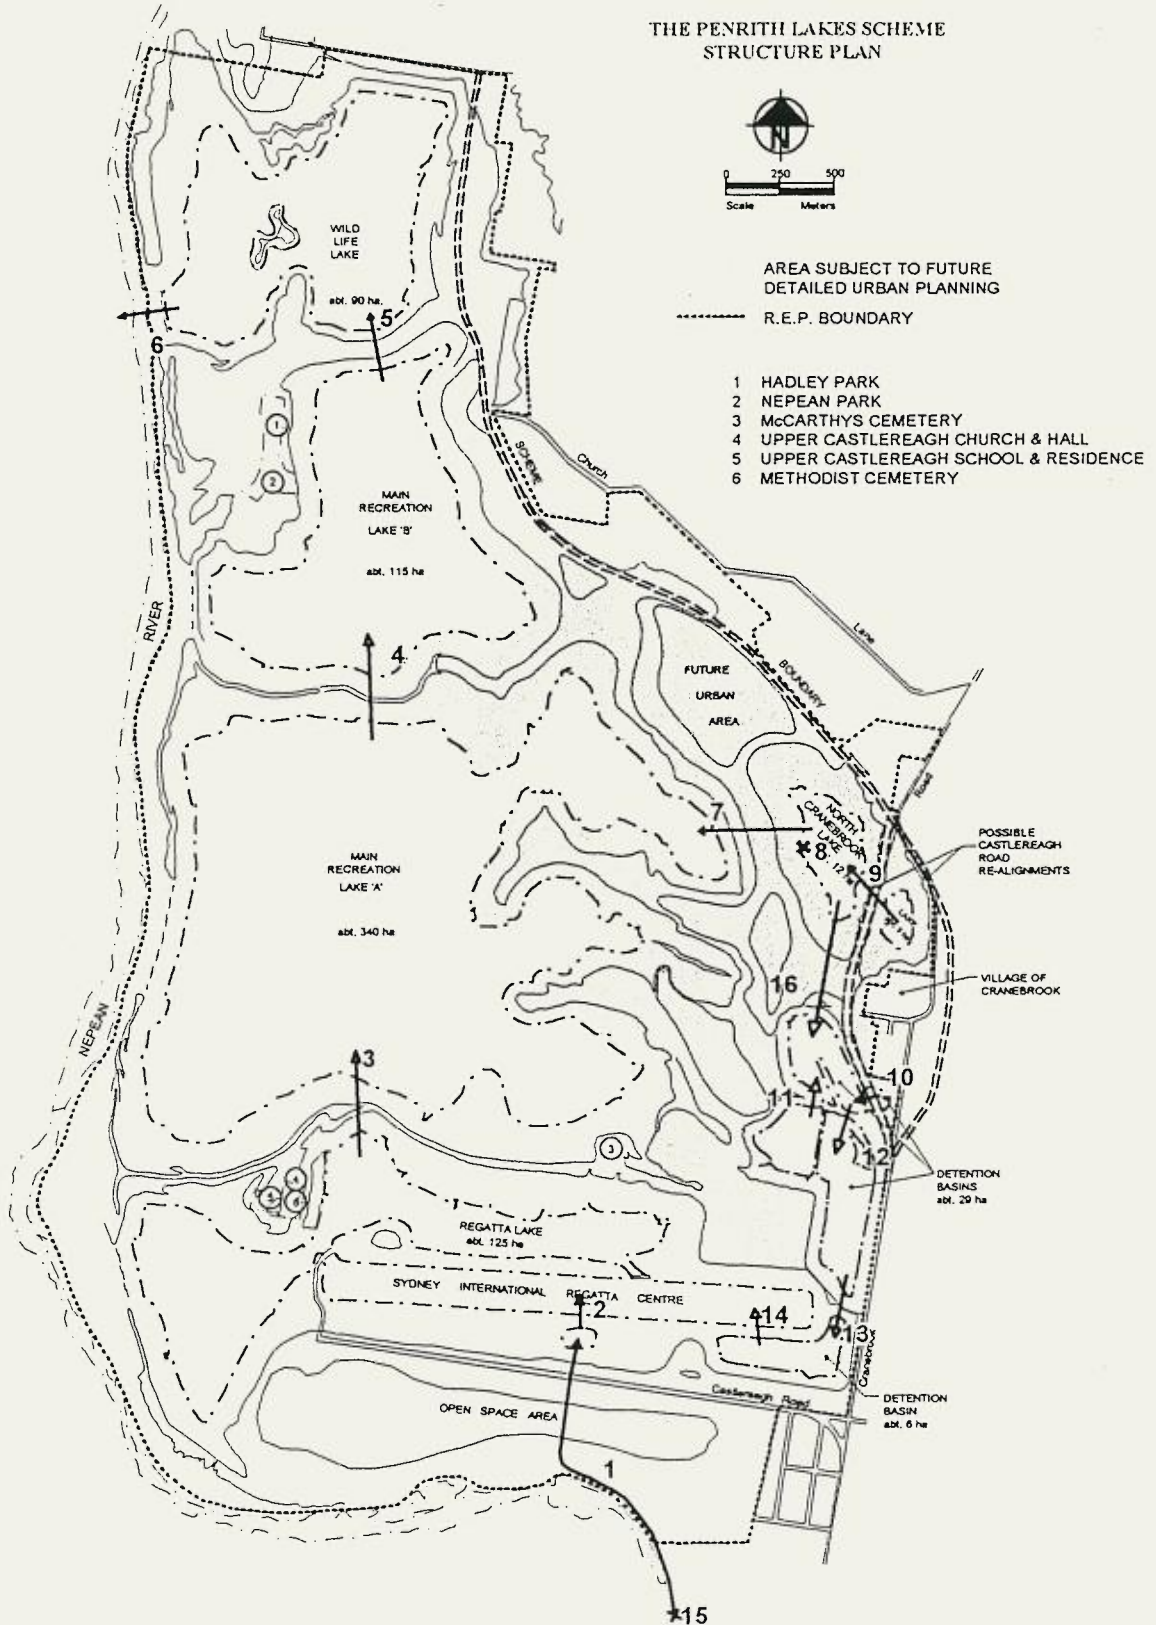 THE PENRITH LAKES SCHEME
STRUCTURE PLAN
N
0 250 500
Scale Meters
AREA SUBJECT TO FUTURE
DETAILED URBAN PLANNING
R.E.P. BOUNDARY
1 HADLEY PARK
2 NEPEAN PARK
3 McCARTHYS CEMETERY
4 UPPER CASTLEREAGH CHURCH & HALL
5 UPPER CASTLEREAGH SCHOOL & RESIDENCE
6 METHODIST CEMETERY
WILD
LIFE
LAKE
abt. 90 ha.
5
6
1
2
SCHEME
Church
MAIN
RECREATION
LAKE 'B'
abt. 115 ha
RIVER
Lane
4
FUTURE
URBAN
AREA
BOUNDARY
Road
7
NORTH
CRANEBROOK
LAKE
8
9
POSSIBLE
CASTLEREAGH
ROAD
RE-ALIGNMENTS
MAIN
RECREATION
LAKE 'A'
abt. 340 ha
LAKE
16
VILLAGE OF
CRANEBROOK
NEPEAN
3
10
11
12
3
4
DETENTION
BASINS
abt. 29 ha
REGATTA LAKE
abt. 125 ha
SYDNEY INTERNATIONAL REGATTA CENTRE
2
14
13
Cranebrook
Castlereagh Road
DETENTION
BASIN
abt. 6 ha
OPEN SPACE AREA
1
15